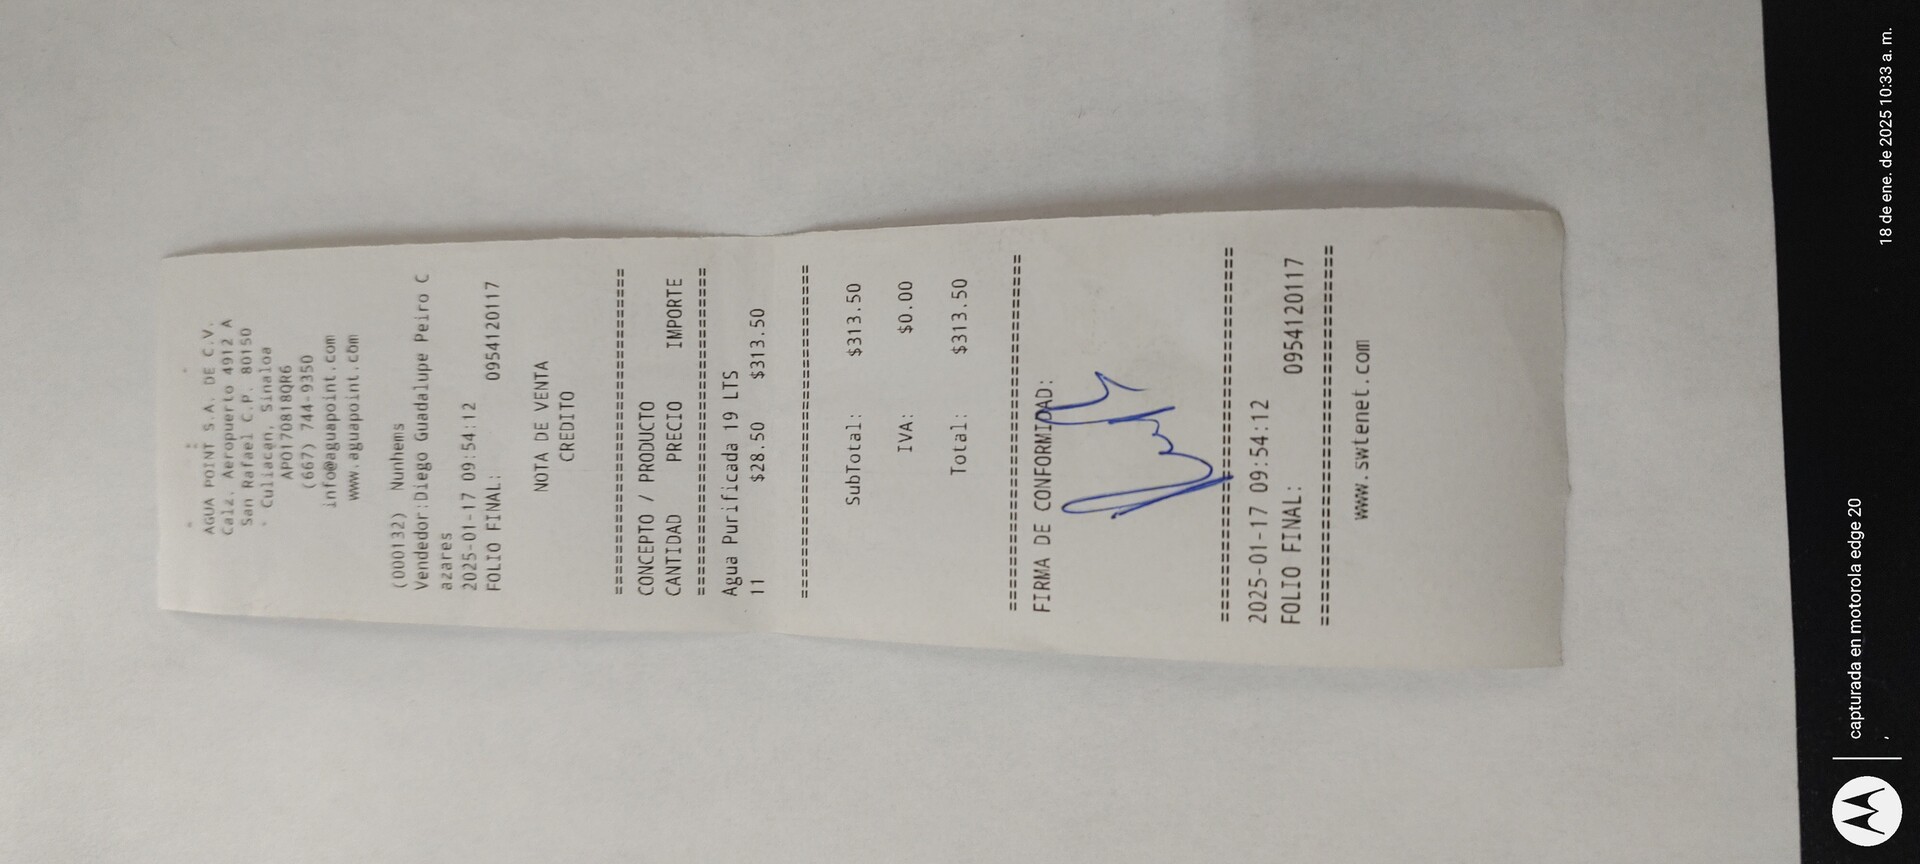 AGUA POINT S.A. DE C.V.
Calz. Aeropuerto 4912 A
San Rafael C.P. 80150
Culiacan, Sinaloa
APO170818QR6
(667) 744-9350
info@aguapoint.com
www.aguapoint.com
(000132) Nunhems
Vendedor:Diego Guadalupe Peiro C
azares
2025-01-17 09:54:12
FOLIO FINAL: 0954120117
NOTA DE VENTA
CREDITO
================================
CONCEPTO / PRODUCTO
CANTIDAD PRECIO IMPORTE
================================
Agua Purificada 19 LTS
11 $28.50 $313.50
================================
SubTotal: $313.50
IVA: $0.00
Total: $313.50
================================
FIRMA DE CONFORMIDAD:
================================
2025-01-17 09:54:12
FOLIO FINAL: 0954120117
================================
www.swtenet.com
capturada en motorola edge 20
,
18 de ene. de 2025 10:33 a. m.